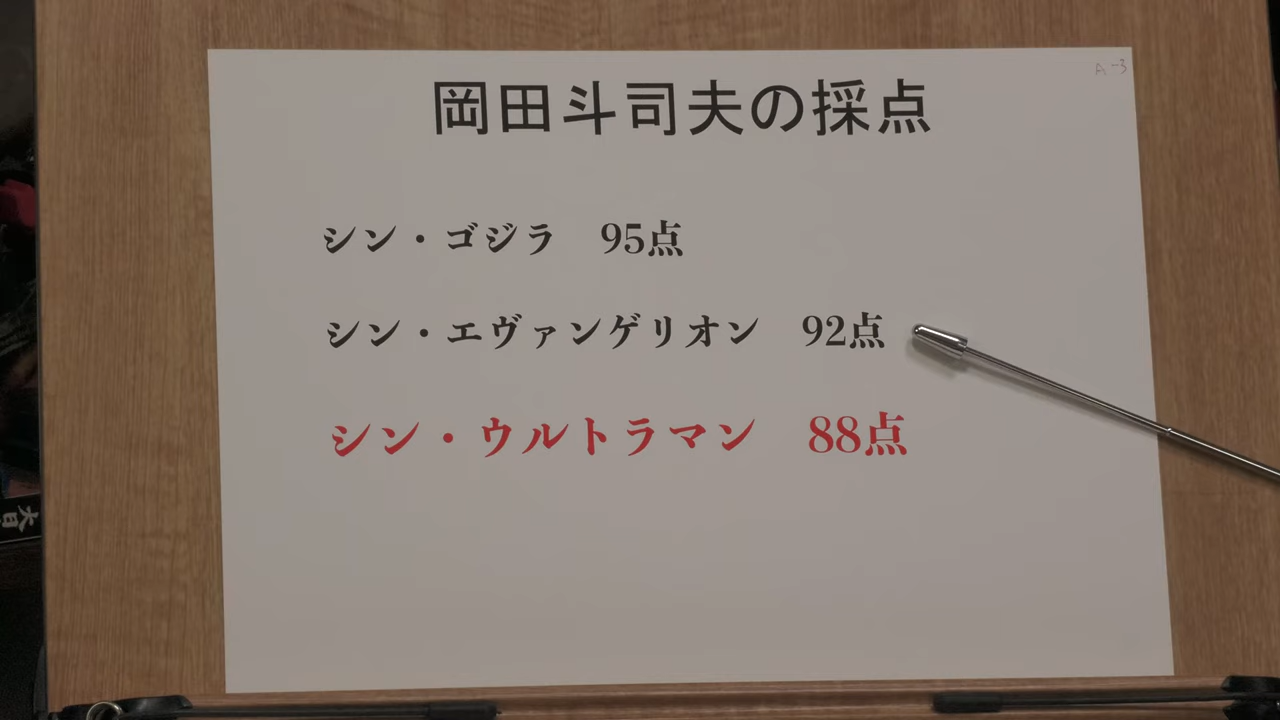 A-3
岡田斗司夫の採点
シン・ゴジラ　95点
シン・エヴァンゲリオン　92点
シン・ウルトラマン　88点